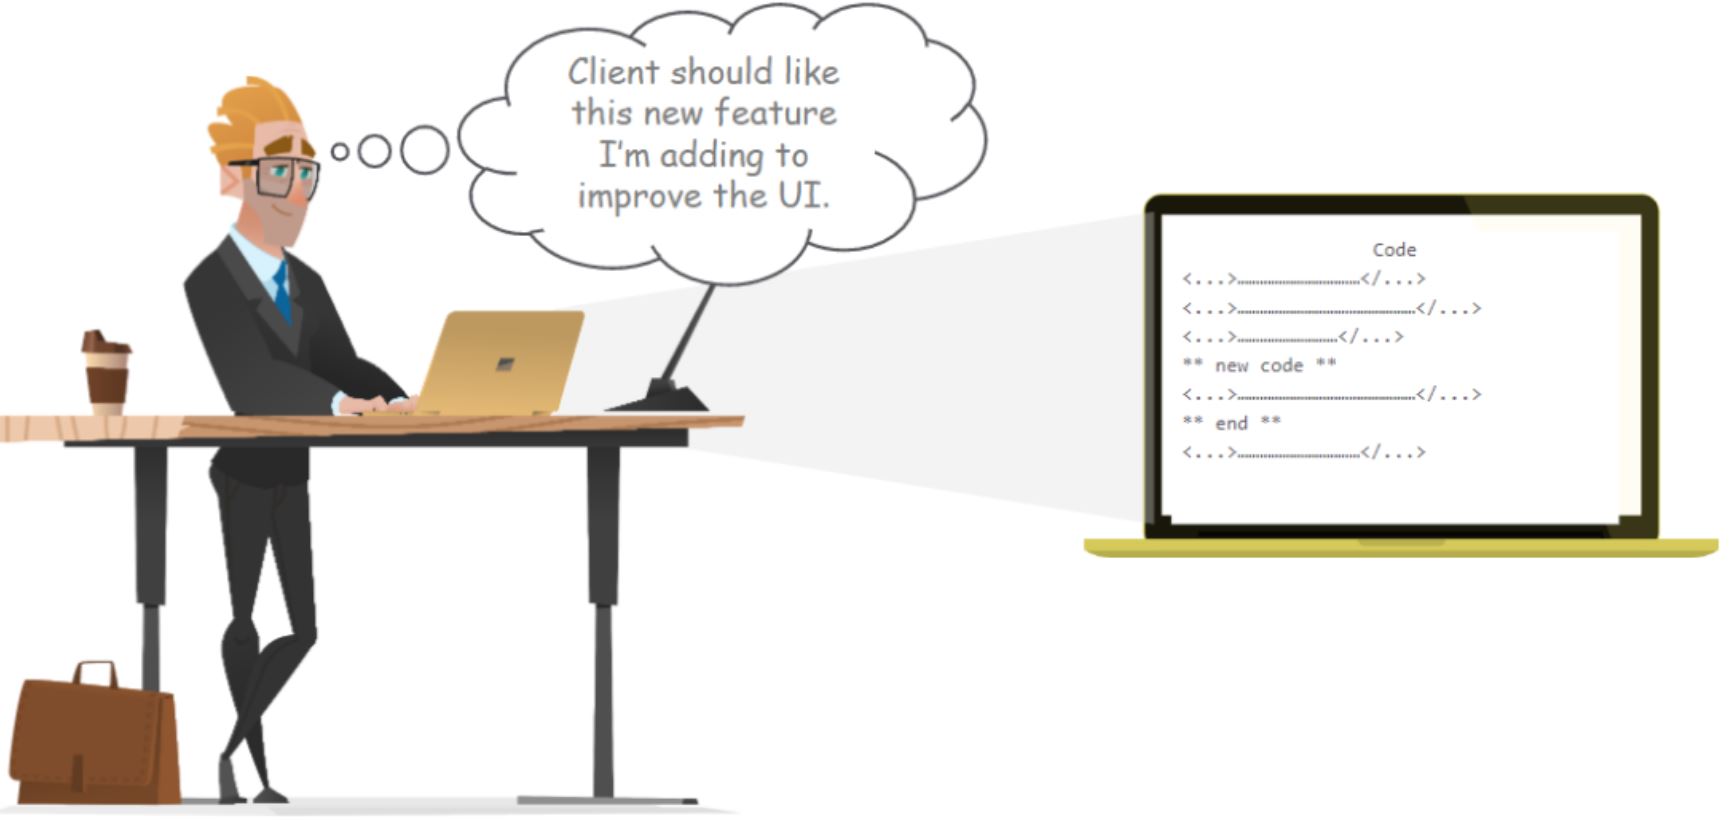 Client should like
this new feature
I'm adding to
improve the UI.
Code
<...>……………………………</...>
<...>…………………………………………</...>
<...>………………………</...>
** new code **
<...>…………………………………………</...>
** end **
<...>……………………………</...>